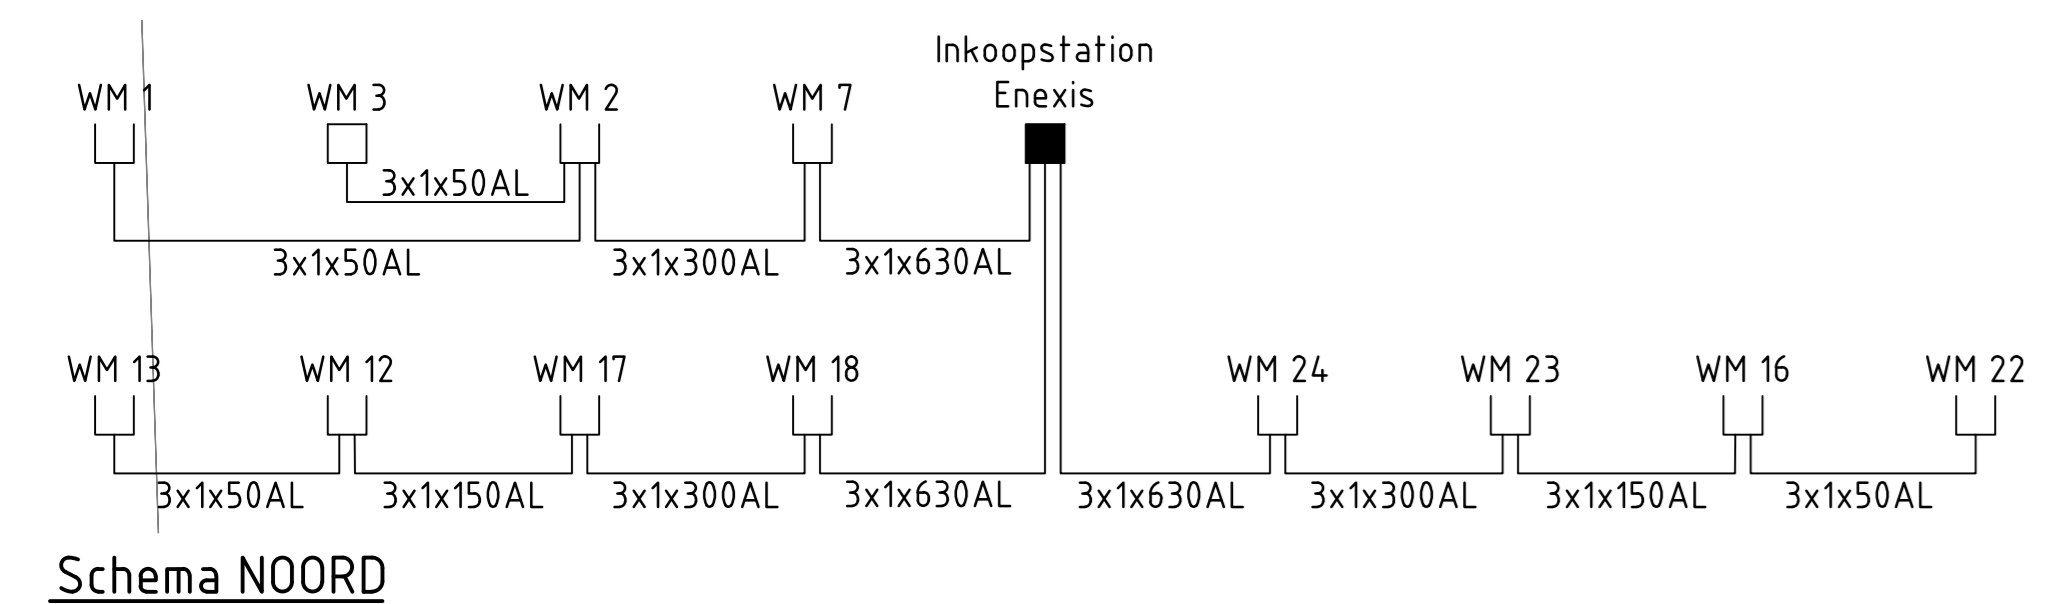 Inkoopstation
Enexis
WM 1
WM 3
WM 2
WM 7
3x1x50AL
3x1x50AL
3x1x300AL
3x1x630AL
WM 13
WM 12
WM 17
WM 18
WM 24
WM 23
WM 16
WM 22
3x1x50AL
3x1x150AL
3x1x300AL
3x1x630AL
3x1x630AL
3x1x300AL
3x1x150AL
3x1x50AL
Schema NOORD